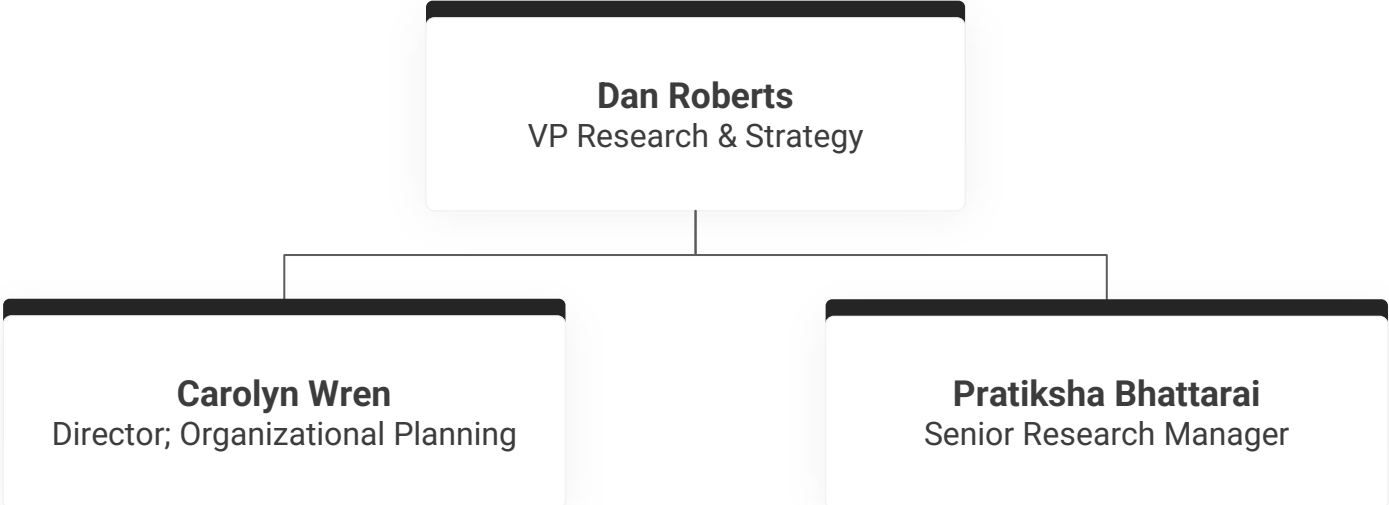 Dan Roberts
VP Research & Strategy
Carolyn Wren
Director; Organizational Planning
Pratiksha Bhattarai
Senior Research Manager